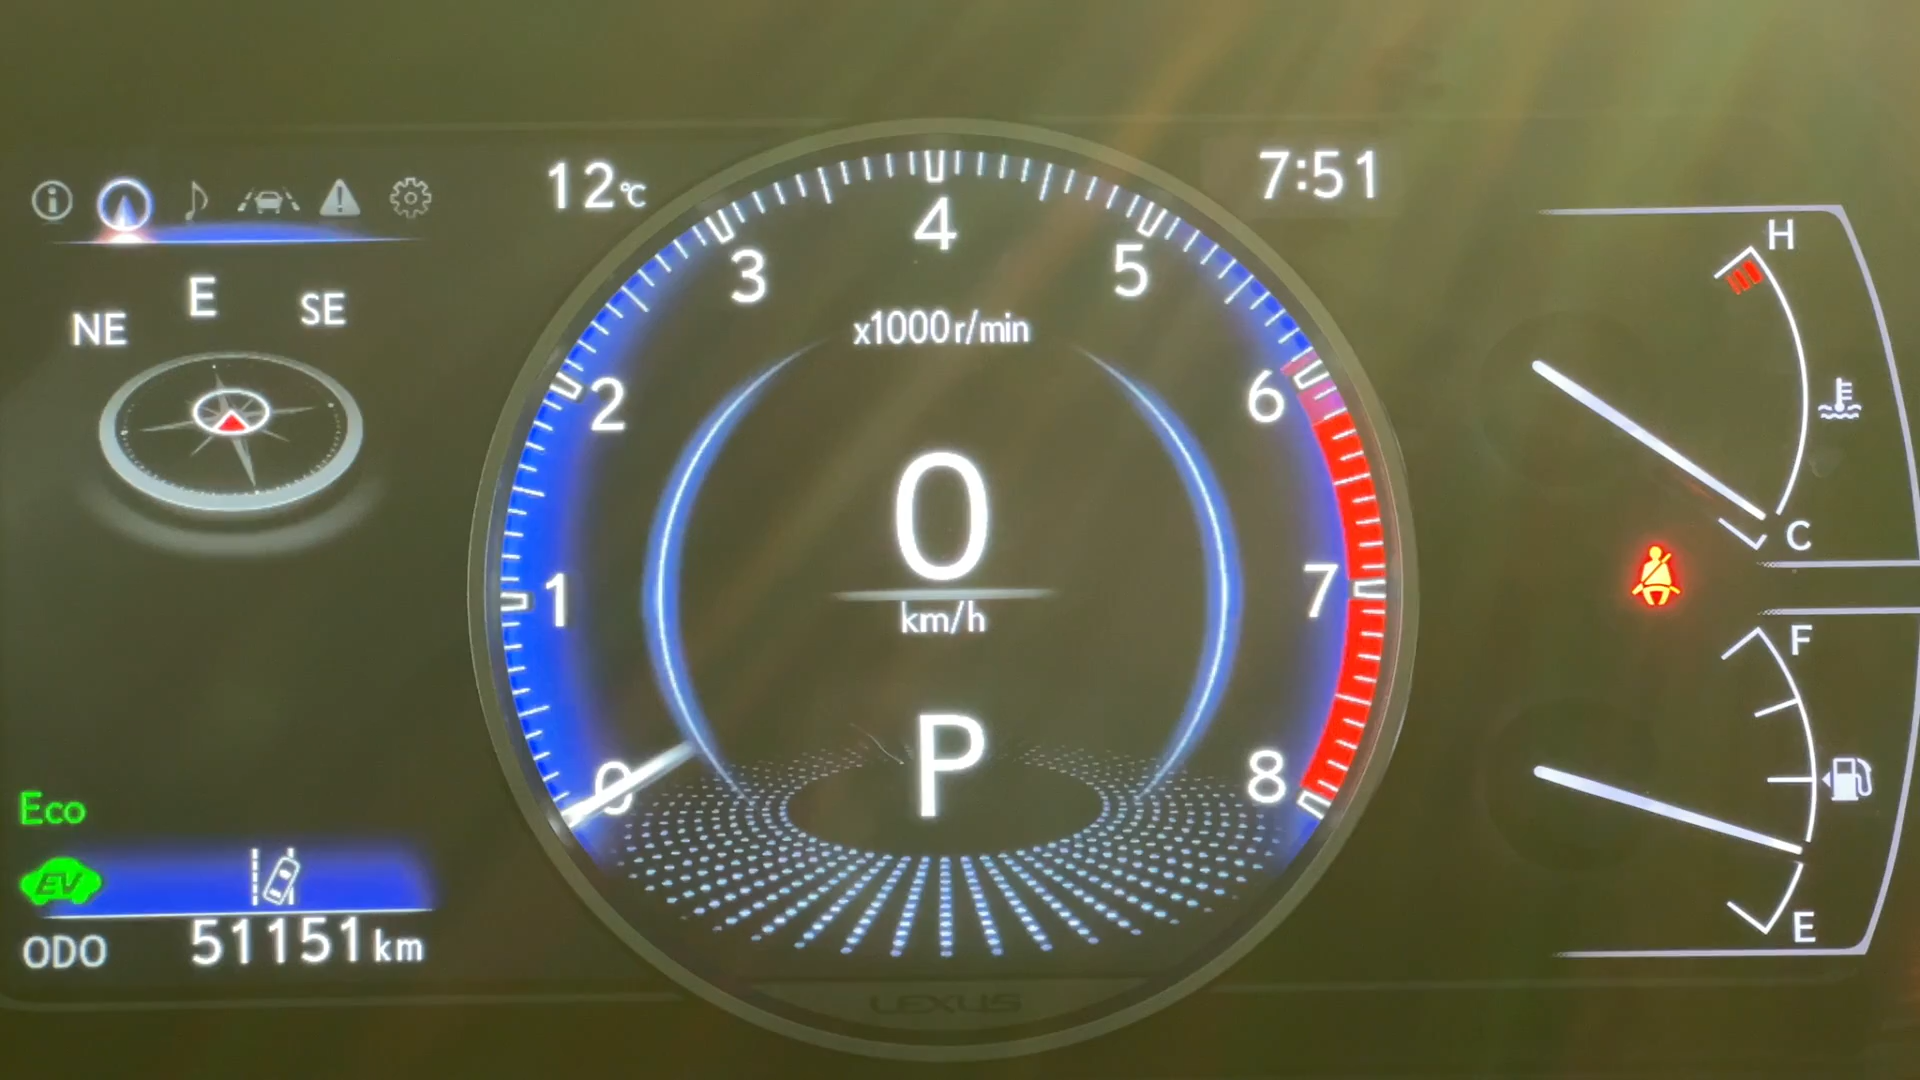 12°C
7:51
NE E SE
0 1 2 3 4 5 6 7 8
x1000r/min
0
km/h
P
H
C
F
E
Eco
EV
ODO 51151km
LEXUS